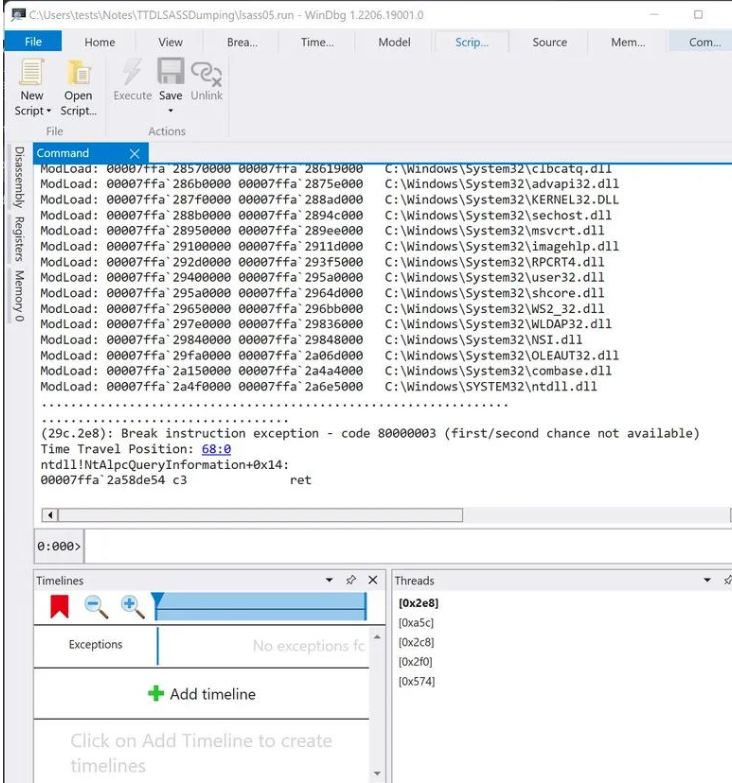 C:\Users\tests\Notes\TTDLSASSDumping\lsass05.run - WinDbg 1.2206.19001.0
File Home View Brea... Time... Model Scrip... Source Mem... Com...
New Script Open Script... Execute Save Unlink
File Actions
Disassembly
Registers
Memory 0
Command
ModLoad: 00007ffa`28570000 00007ffa`28619000 C:\Windows\System32\clbcatq.dll
ModLoad: 00007ffa`286b0000 00007ffa`2875e000 C:\Windows\System32\advapi32.dll
ModLoad: 00007ffa`287f0000 00007ffa`288ad000 C:\Windows\System32\KERNEL32.DLL
ModLoad: 00007ffa`288b0000 00007ffa`2894c000 C:\Windows\System32\sechost.dll
ModLoad: 00007ffa`28950000 00007ffa`289ee000 C:\Windows\System32\msvcrt.dll
ModLoad: 00007ffa`29100000 00007ffa`2911d000 C:\Windows\System32\imagehlp.dll
ModLoad: 00007ffa`292d0000 00007ffa`293f5000 C:\Windows\System32\RPCRT4.dll
ModLoad: 00007ffa`29400000 00007ffa`295a0000 C:\Windows\System32\user32.dll
ModLoad: 00007ffa`295a0000 00007ffa`2964d000 C:\Windows\System32\shcore.dll
ModLoad: 00007ffa`29650000 00007ffa`296bb000 C:\Windows\System32\WS2_32.dll
ModLoad: 00007ffa`297e0000 00007ffa`29836000 C:\Windows\System32\WLDAP32.dll
ModLoad: 00007ffa`29840000 00007ffa`29848000 C:\Windows\System32\NSI.dll
ModLoad: 00007ffa`29fa0000 00007ffa`2a06d000 C:\Windows\System32\OLEAUT32.dll
ModLoad: 00007ffa`2a150000 00007ffa`2a4a4000 C:\Windows\System32\combase.dll
ModLoad: 00007ffa`2a4f0000 00007ffa`2a6e5000 C:\Windows\SYSTEM32\ntdll.dll
................................................................
..................................
(29c.2e8): Break instruction exception - code 80000003 (first/second chance not available)
Time Travel Position: 68:0
ntdll!NtAlpcQueryInformation+0x14:
00007ffa`2a58de54 c3 ret
0:000>
Timelines
Exceptions No exceptions fc
Add timeline
Click on Add Timeline to create
timelines
Threads
[0x2e8]
[0xa5c]
[0x2c8]
[0x2f0]
[0x574]